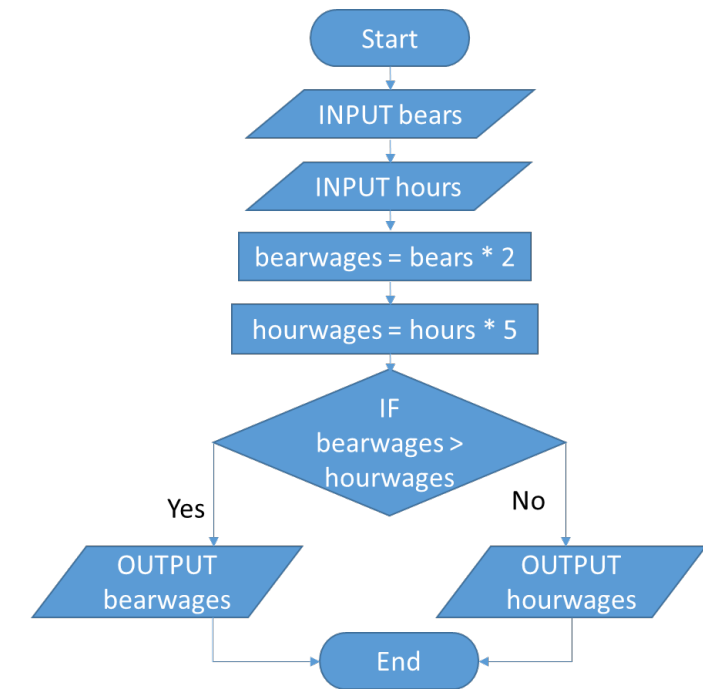 Start
INPUT bears
INPUT hours
bearwages = bears * 2
hourwages = hours * 5
IF
bearwages >
hourwages
Yes
No
OUTPUT
bearwages
OUTPUT
hourwages
End